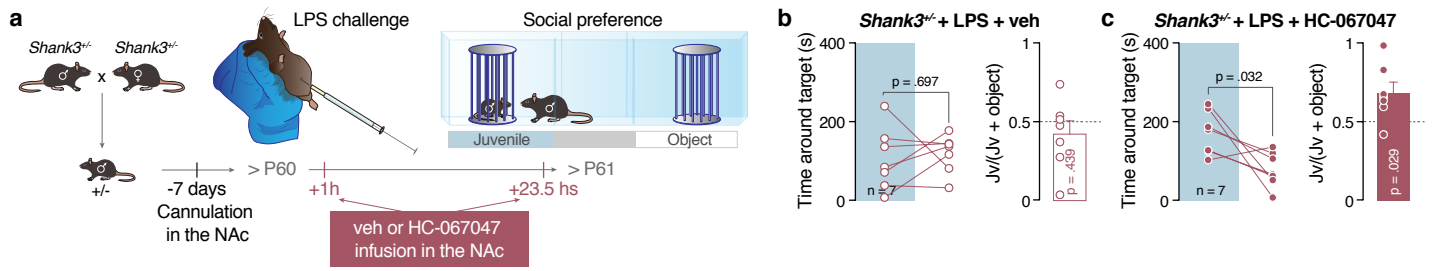 a
LPS challenge
Social preference
Shank3+/-
Shank3+/-
♂
x
♀
♂
♂
♂
Juvenile
Object
+/-
-7 days
Cannulation
in the NAc
> P60
+1h
+23.5 hs
> P61
veh or HC-067047
infusion in the NAc
b
Shank3+/- + LPS + veh
Time around target (s)
400
200
0
p = .697
n = 7
Jv/(Jv + object)
1
0.5
0
p = .439
c
Shank3+/- + LPS + HC-067047
Time around target (s)
400
200
0
p = .032
n = 7
Jv/(Jv + object)
1
0.5
0
p = .029